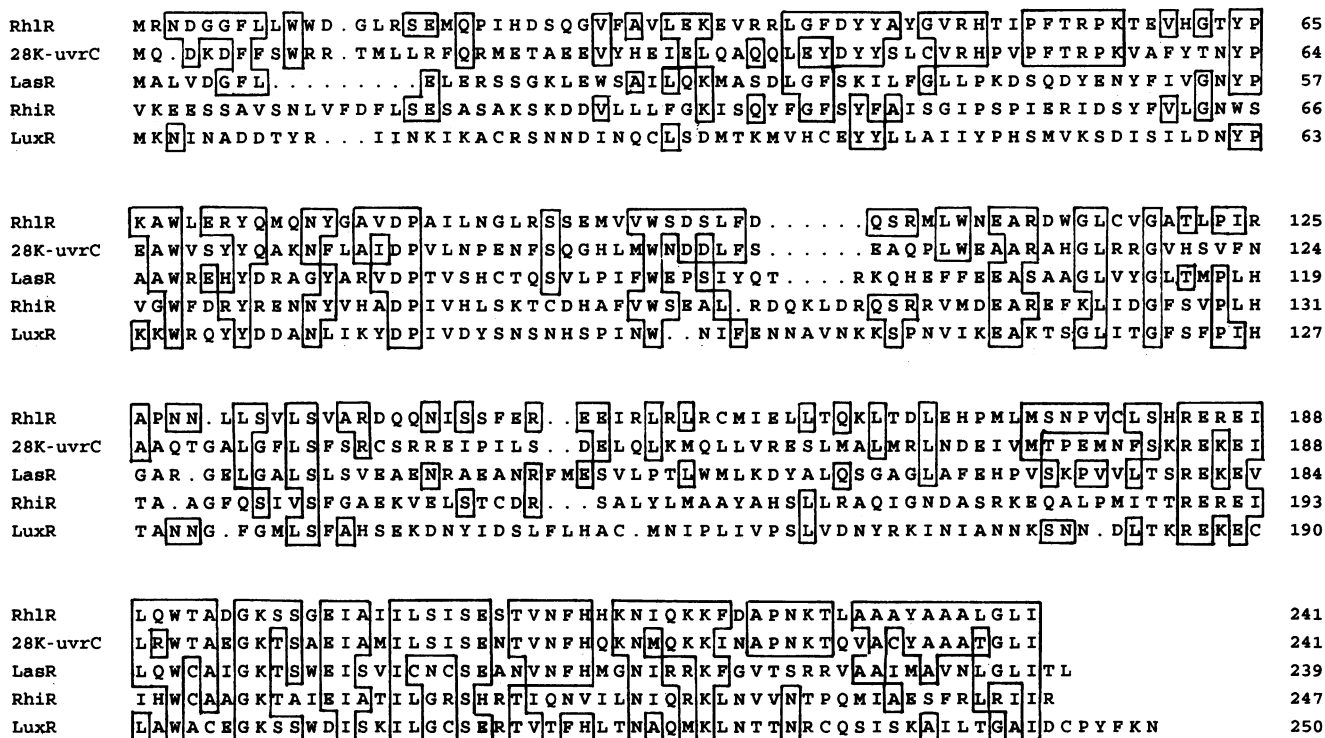 RhlR MRNDGGFLLWWD.GLRSEMQPIHDSQGVFAVLEKEVRRLGFDYYAYGVRHTIPFTRPKTEVHGTYP 65
28K-uvrC MQ.DKDFFSWRR.TMLLRFQRMETAEEVYHEIELQAQQLEYDYYSLCVRHPVPFTRPKVAFYTNYP 64
LasR MALVDGFL.........ELERSSGKLEWSAILQKMASDLGFSKILFGLLPKDSQDYENYFIVGNYP 57
RhiR VKEESSAVSNLVFDFLSESASAKSKDDVLLLFGKISQYFGFSYFAISGIPSPIERIDSYFVLGNWS 66
LuxR MKNINADDTYR...IINKIKACRSNNDINQCLSDMTKMVHCEYYLLAIIYPHSMVKSDISILDNYP 63
RhlR KAWLERYQMQNYGAVDPAILNGLRSSEMVVWSDSLFD......QSRMLWNEARDWGLCVGATLPIR 125
28K-uvrC EAWVSYYQAKNFLAIDPVLNPENFSQGHLMWNDDLFS......EAQPLWEAARAHGLRRGVHSVFN 124
LasR AAWREHYDRAGYARVDPTVSHCTQSVLPIFWEPSIYQT....RKQHEFFEEASAAGLVYGLTMPLH 119
RhiR VGWFDRYRENNYVHADPIVHLSKTCDHAFVWSEAL.RDQKLDRQSRRVMDEAREFKLIDGFSVPLH 131
LuxR KKWRQYYDDANLIKYDPIVDYSNSNHSPINW..NIFENNAVNKKSPNVIKEAKTSGLITGFSFPIH 127
RhlR APNN.LLSVLSVARDQQNISSFER.EEIRLRLRCMIELLTQKLTDLEHPMLMSNPVCLSHREREI 188
28K-uvrC AAQTGALGFLSFSRCSRREIPILS.DELQLKMQLLVRESLMALMRLNDEIVMTPEMNFSKREKEI 188
LasR GAR.GELGALSLSVEAENRAEANRFMESVLPTLWMLKDYALQSGAGLAFEHPVSKPVVLTSREKEV 184
RhiR TA.AGFQSIVSFGAEKVELSTCDR...SALYLMAAYAHSLLRAQIGNDASRKEQALPMITTREREI 193
LuxR TANNG.FGMLSFAHSEKDNYIDSLFLHAC.MNIPLIVPSLVDNYRKINIANNKSNN.DLTKREKEC 190
RhlR LQWTADGKSSGEIAIILSISESTVNFHHKNIQKKFDAPNKTLAAAYAAALGLI 241
28K-uvrC LRWTAEGKTSAEIAMILSISENTVNFHQKNMQKKINAPNKTQVACYAAATGLI 241
LasR LQWCAIGKTSWEISVICNCSEANVNFHMGNIRRKFGVTSRRVAAIMAVNLGLITL 239
RhiR IHWCAAGKTAIEIATILGRSHRTIQNVILNIQRKLNVVNTPQMIAESFRLRIIR 247
LuxR LAWACEGKSSWDISKILGCSERTVTFHLTNAQMKLNTTNRCQSISKAILTGAIDCPYFKN 250